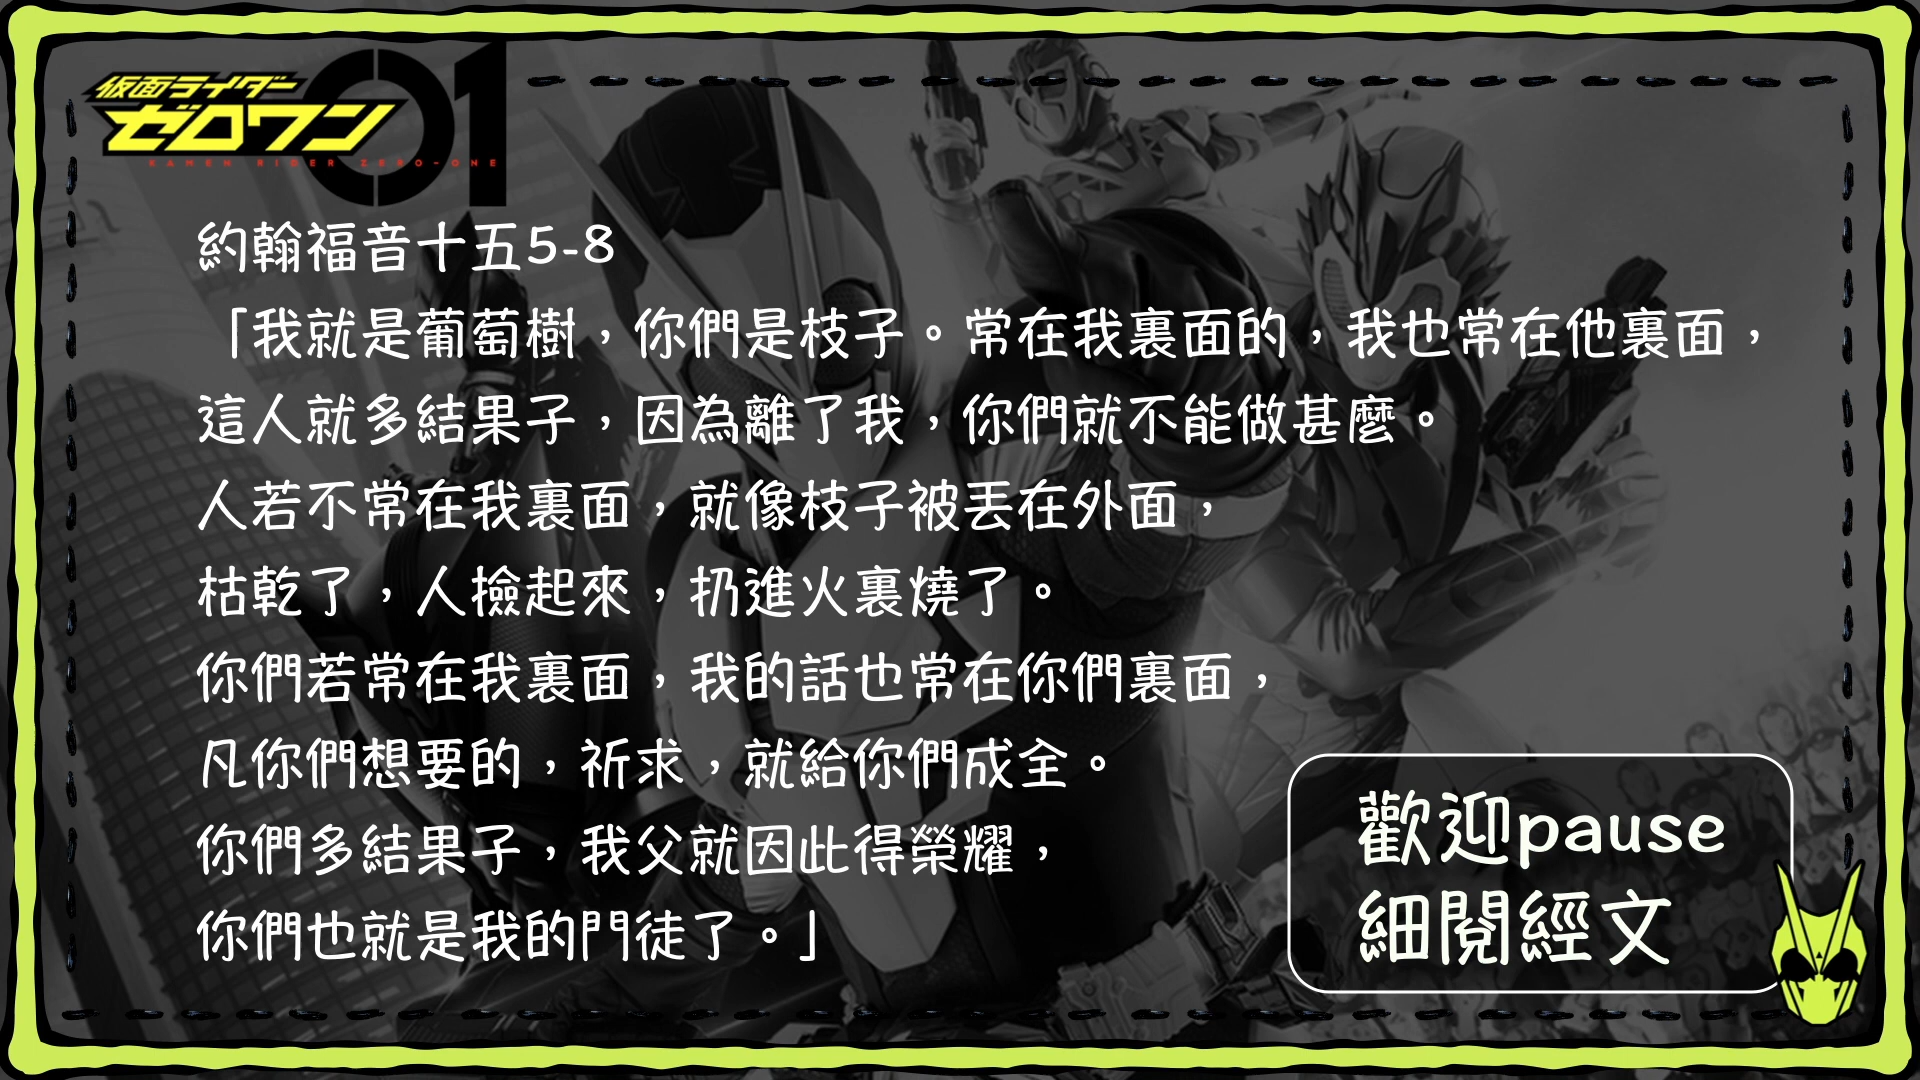 仮面ライダー
ゼロワン
01
KAMEN RIDER ZERO-ONE
約翰福音十五5-8
「我就是葡萄樹，你們是枝子。常在我裏面的，我也常在他裏面，
這人就多結果子，因為離了我，你們就不能做甚麼。
人若不常在我裏面，就像枝子被丟在外面，
枯乾了，人撿起來，扔進火裏燒了。
你們若常在我裏面，我的話也常在你們裏面，
凡你們想要的，祈求，就給你們成全。
你們多結果子，我父就因此得榮耀，
你們也就是我的門徒了。」
歡迎pause
細閱經文